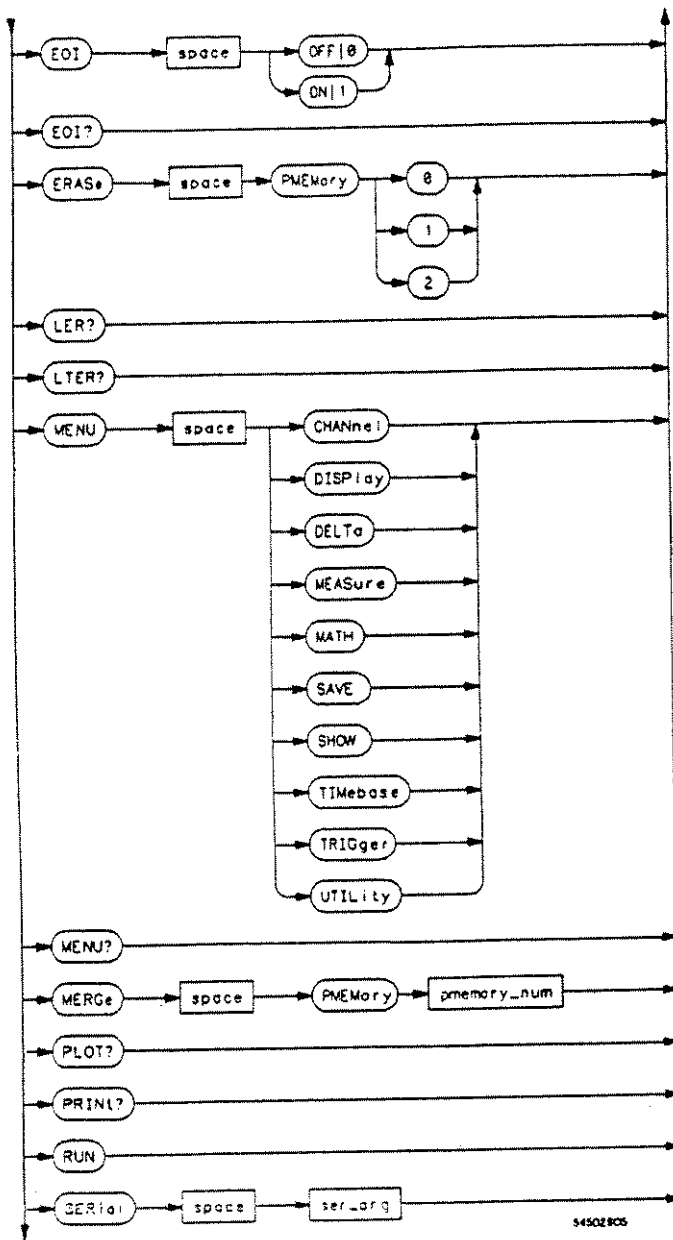 EOI space OFF|0
ON|1
EOI?
ERASe space PMEMory 0
1
2
LER?
LTER?
MENU space CHANnel
DISPlay
DELTa
MEASure
MATH
SAVE
SHOW
TIMebase
TRIGger
UTILity
MENU?
MERGe space PMEMory pmemory_num
PLOT?
PRINt?
RUN
SERial space ser_arg
54502B05